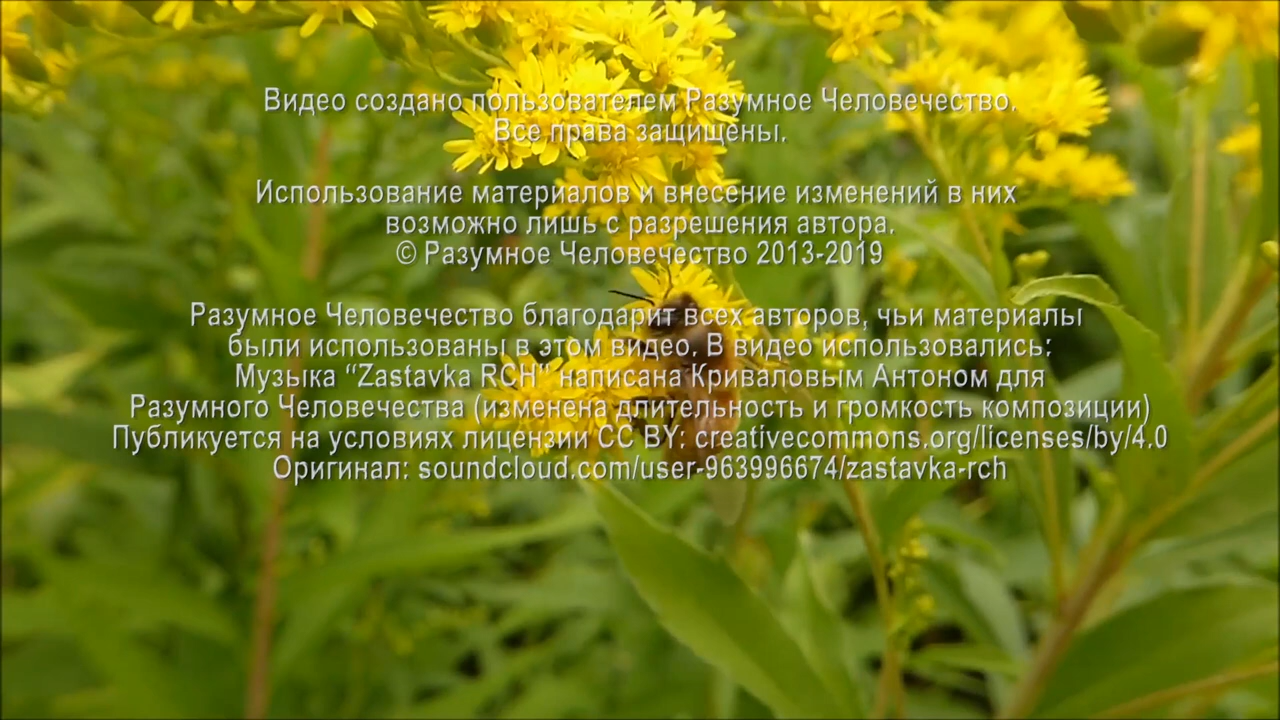 Видео создано пользователем Разумное Человечество.
Все права защищены.
Использование материалов и внесение изменений в них
возможно лишь с разрешения автора.
© Разумное Человечество 2013-2019
Разумное Человечество благодарит всех авторов, чьи материалы
были использованы в этом видео. В видео использовались:
Музыка “Zastavka RCH” написана Криваловым Антоном для
Разумного Человечества (изменена длительность и громкость композиции)
Публикуется на условиях лицензии CC BY: creativecommons.org/licenses/by/4.0
Оригинал: soundcloud.com/user-963996674/zastavka-rch